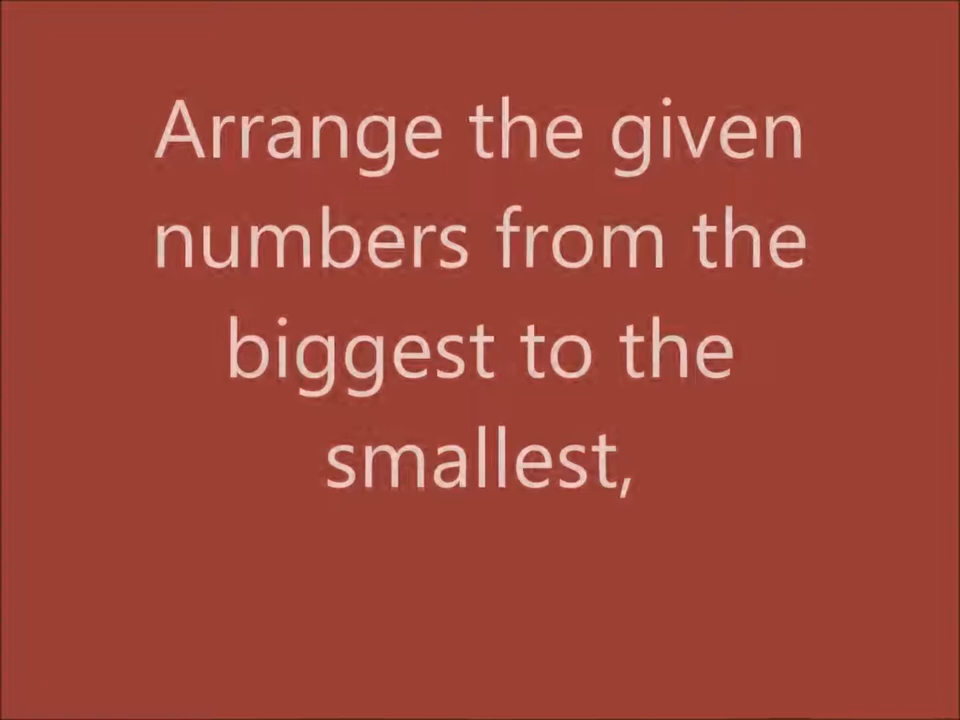 Arrange the given
numbers from the
biggest to the
smallest,